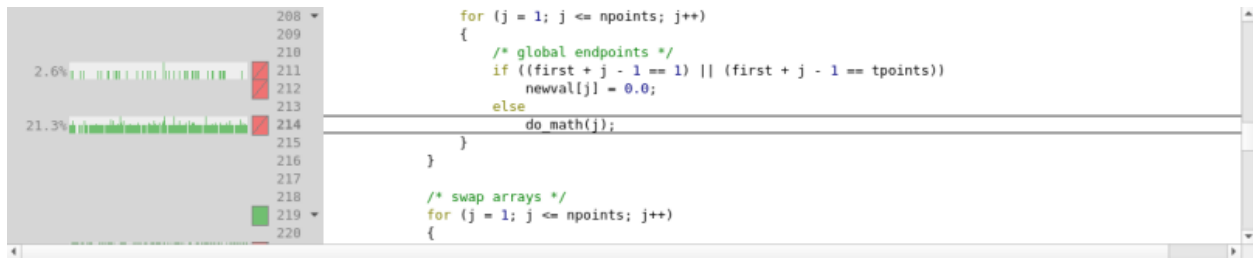 208 for (j = 1; j <= npoints; j++)
209 {
210 /* global endpoints */
2.6% 211 if ((first + j - 1 == 1) || (first + j - 1 == tpoints))
212 newval[j] = 0.0;
213 else
21.3% 214 do_math(j);
215 }
216 }
217
218 /* swap arrays */
219 for (j = 1; j <= npoints; j++)
220 {